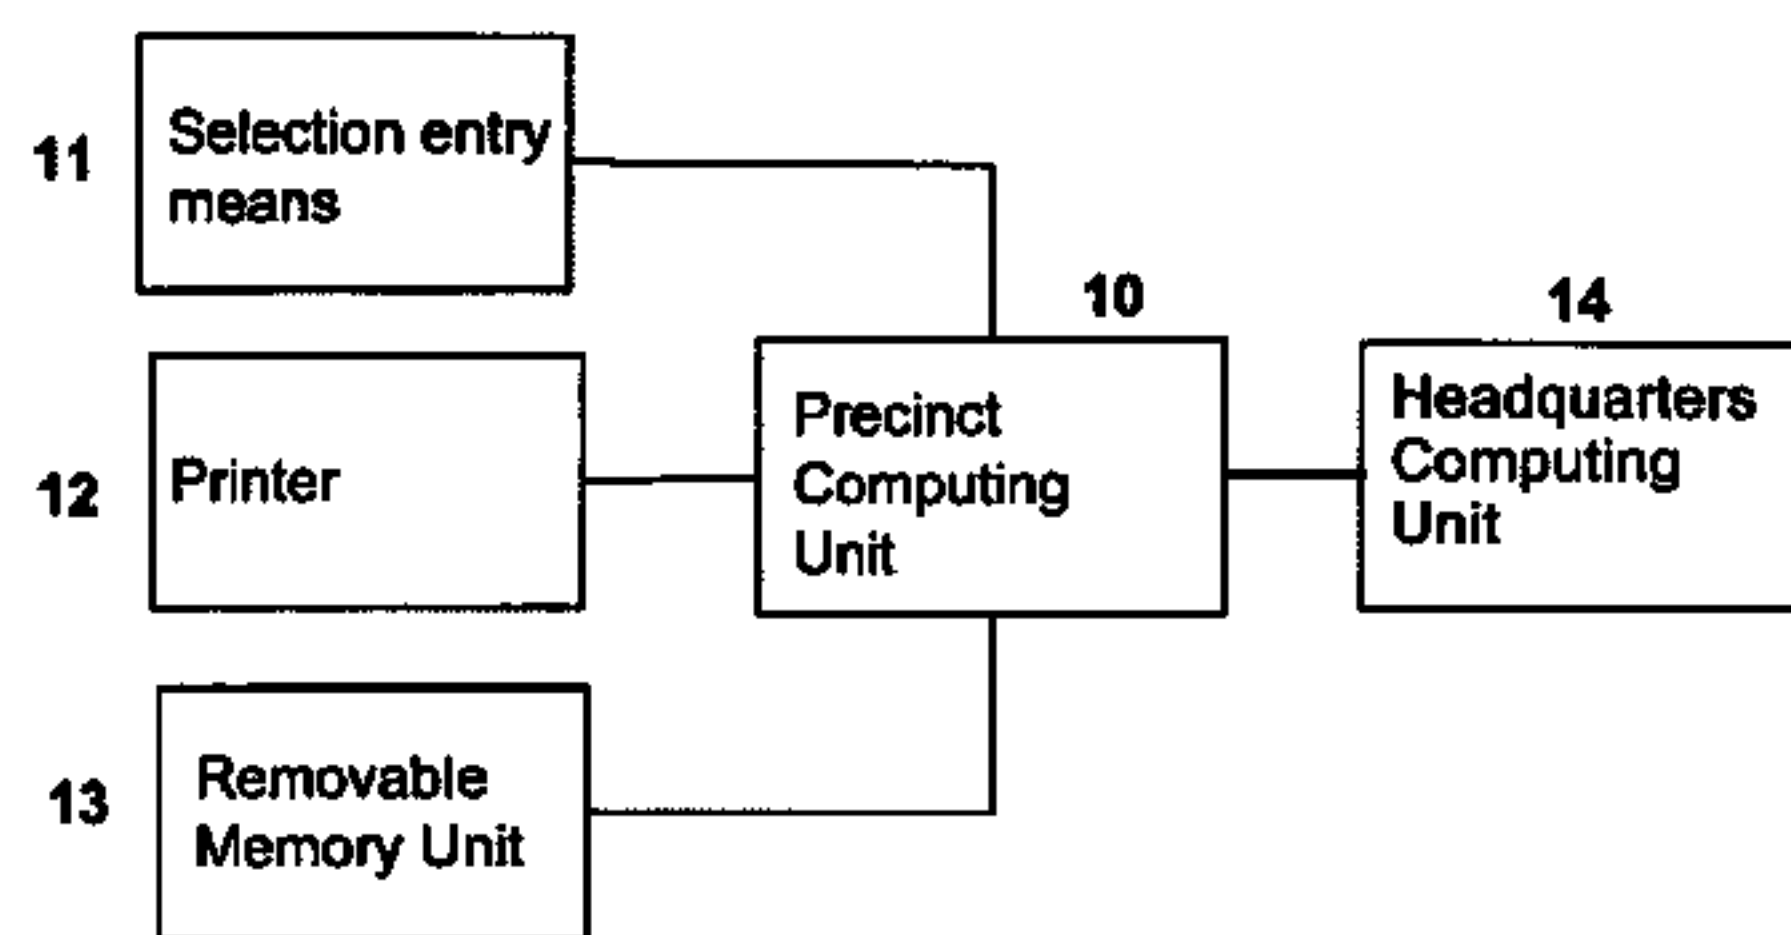 11
Selection entry
means
10
14
12
Printer
Precinct
Computing
Unit
Headquarters
Computing
Unit
13
Removable
Memory Unit